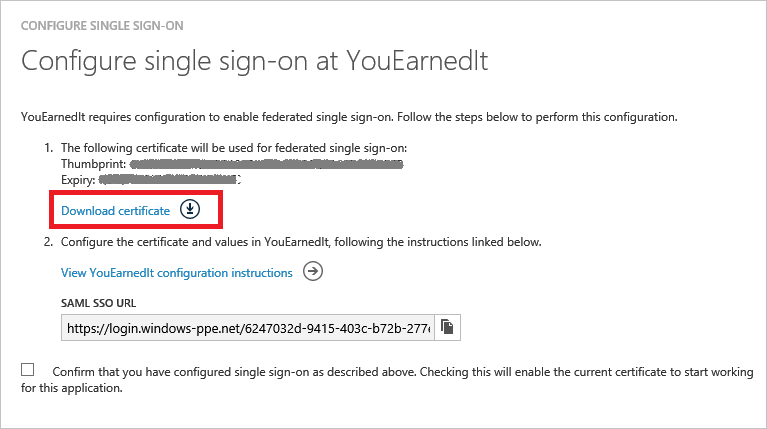 CONFIGURE SINGLE SIGN-ON
Configure single sign-on at YouEarnedIt
YouEarnedIt requires configuration to enable federated single sign-on. Follow the steps below to perform this configuration.
1. The following certificate will be used for federated single sign-on:
Thumbprint:
Expiry:
Download certificate
2. Configure the certificate and values in YouEarnedIt, following the instructions linked below.
View YouEarnedIt configuration instructions
SAML SSO URL
https://login.windows-ppe.net/6247032d-9415-403c-b72b-277e
Confirm that you have configured single sign-on as described above. Checking this will enable the current certificate to start working
for this application.